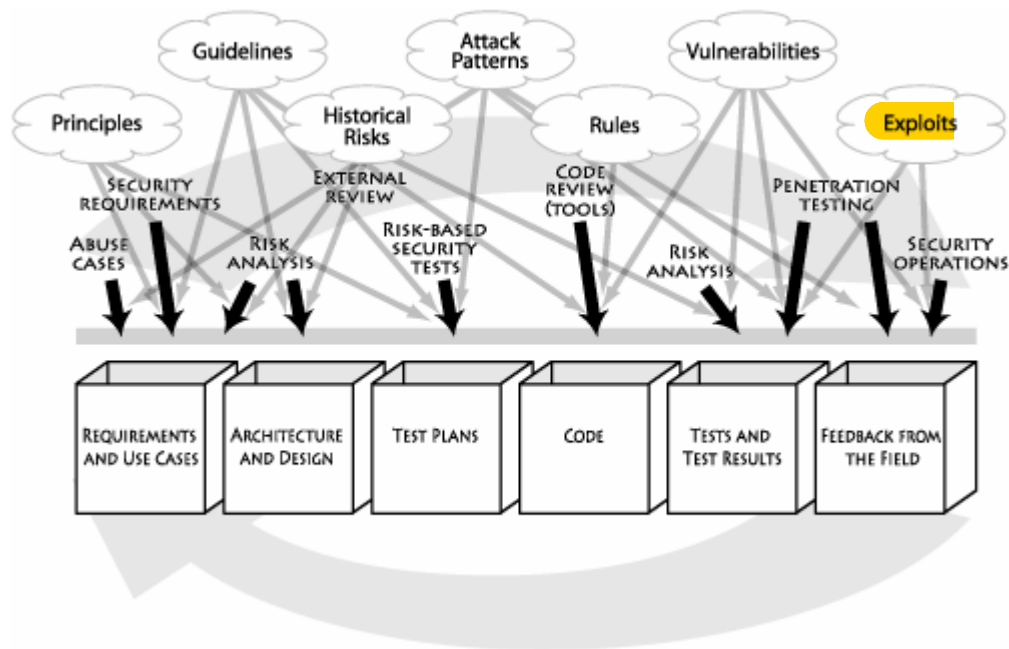 Guidelines
Attack
Patterns
Vulnerabilities
Principles
Historical
Risks
Rules
Exploits
SECURITY
REQUIREMENTS
EXTERNAL
REVIEW
CODE
REVIEW
(TOOLS)
PENETRATION
TESTING
ABUSE
CASES
RISK
ANALYSIS
RISK-BASED
SECURITY
TESTS
RISK
ANALYSIS
SECURITY
OPERATIONS
REQUIREMENTS
AND USE CASES
ARCHITECTURE
AND DESIGN
TEST PLANS
CODE
TESTS AND
TEST RESULTS
FEEDBACK FROM
THE FIELD